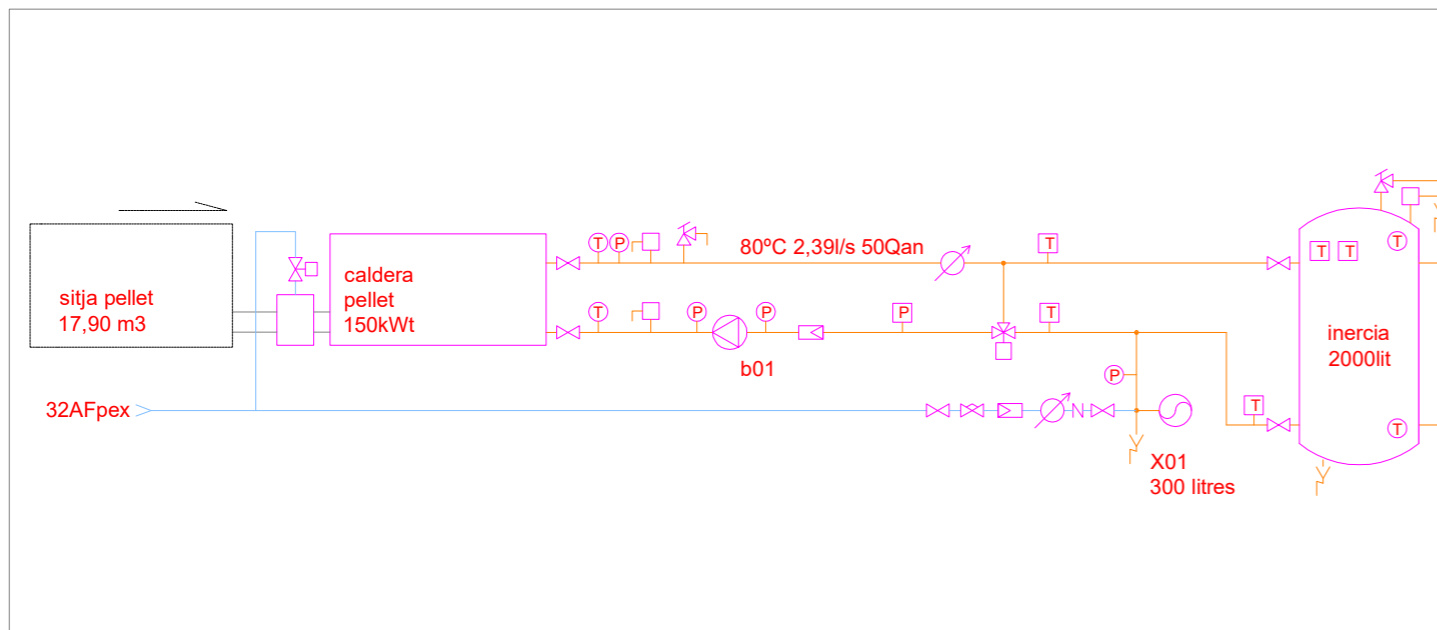 sitja pellet
17,90 m3
caldera
pellet
150kWt
T
P
80ºC 2,39l/s 50Qan
T
T
P
b01
P
P
T
32AFpex
N
P
X01
300 litres
T
T
T
T
inercia
2000lit
T